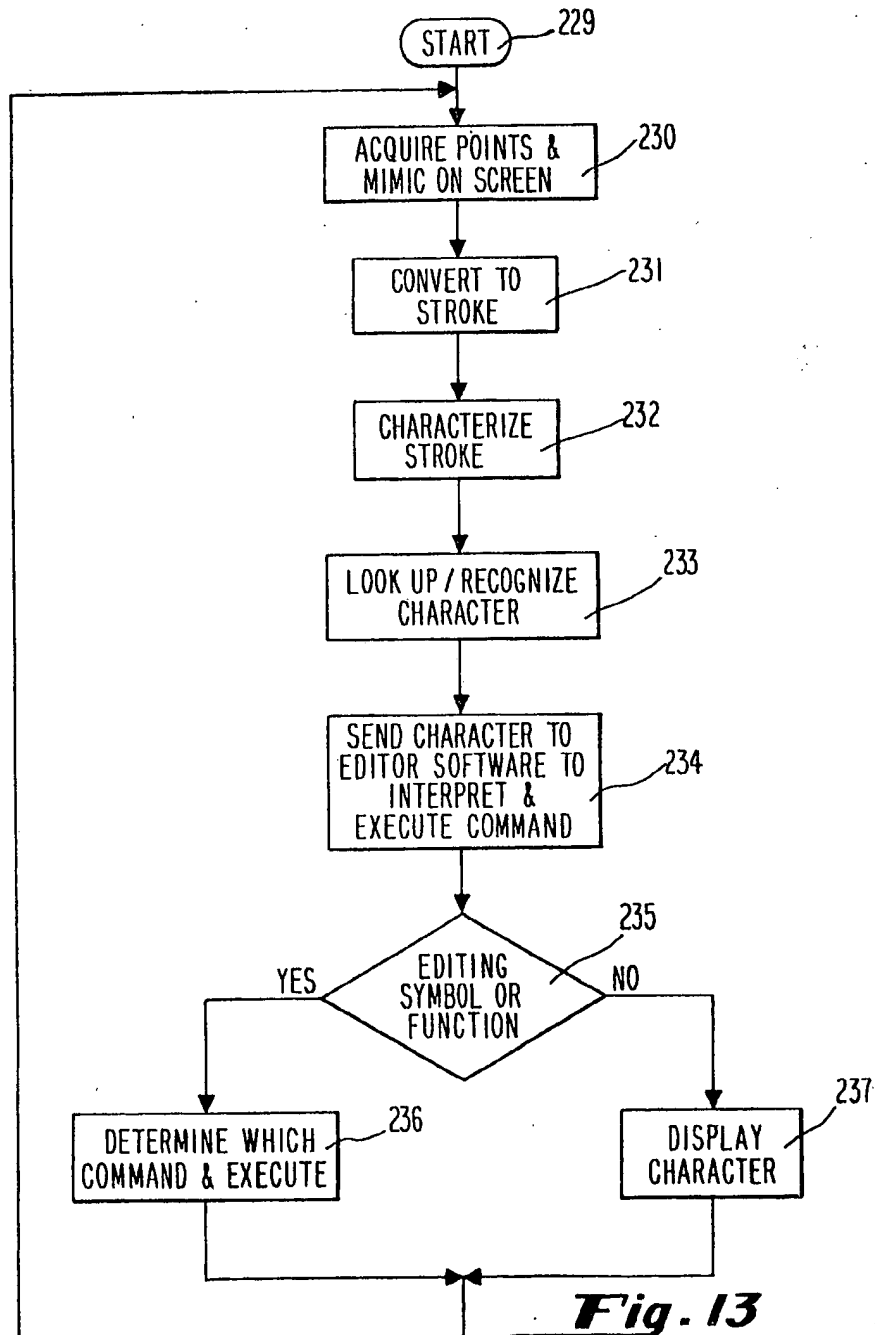 START
229
ACQUIRE POINTS &
MIMIC ON SCREEN
230
CONVERT TO
STROKE
231
CHARACTERIZE
STROKE
232
LOOK UP / RECOGNIZE
CHARACTER
233
SEND CHARACTER TO
EDITOR SOFTWARE TO
INTERPRET &
EXECUTE COMMAND
234
EDITING
SYMBOL OR
FUNCTION
235
YES
NO
DETERMINE WHICH
COMMAND & EXECUTE
236
DISPLAY
CHARACTER
237
Fig. 13